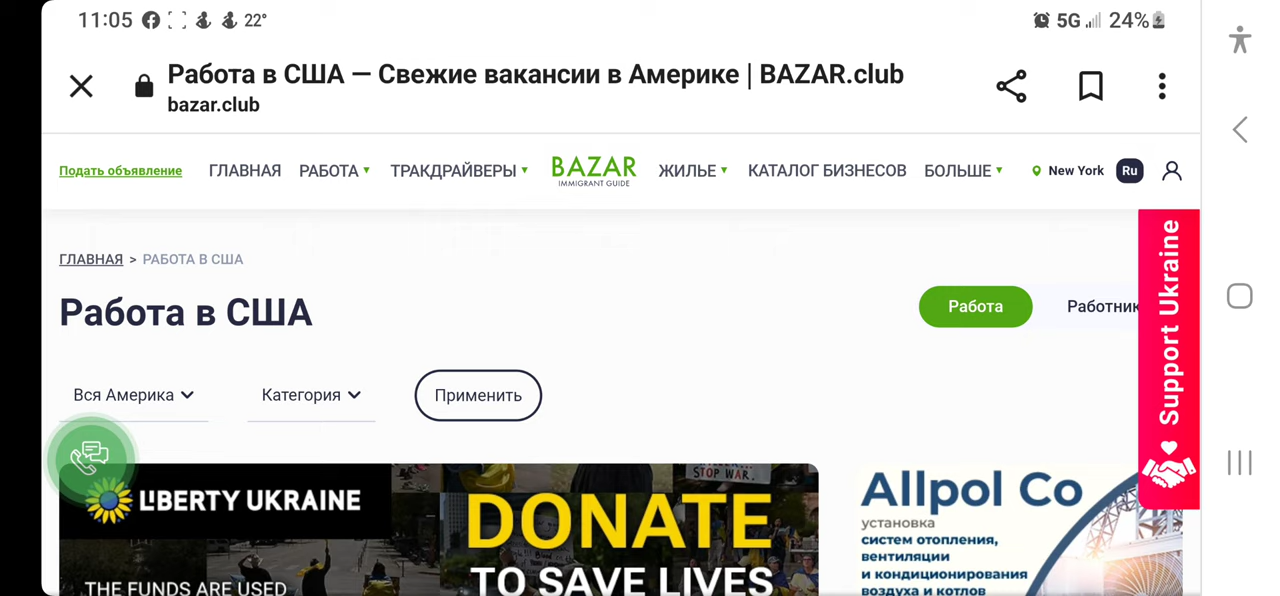 11:05 22° 5G 24%
Работа в США — Свежие вакансии в Америке | BAZAR.club
bazar.club
Подать объявление ГЛАВНАЯ РАБОТА ТРАКДРАЙВЕРЫ BAZAR ЖИЛЬЕ КАТАЛОГ БИЗНЕСОВ БОЛЬШЕ New York Ru
IMMIGRANT GUIDE
ГЛАВНАЯ > РАБОТА В США
Работа в США
Работа Работник
Support Ukraine
Вся Америка Категория Применить
LIBERTY UKRAINE
STOP WAR.
DONATE
TO SAVE LIVES
THE FUNDS ARE USED
Allpol Co
установка
систем отопления,
вентиляции
и кондиционирования
воздуха и котлов